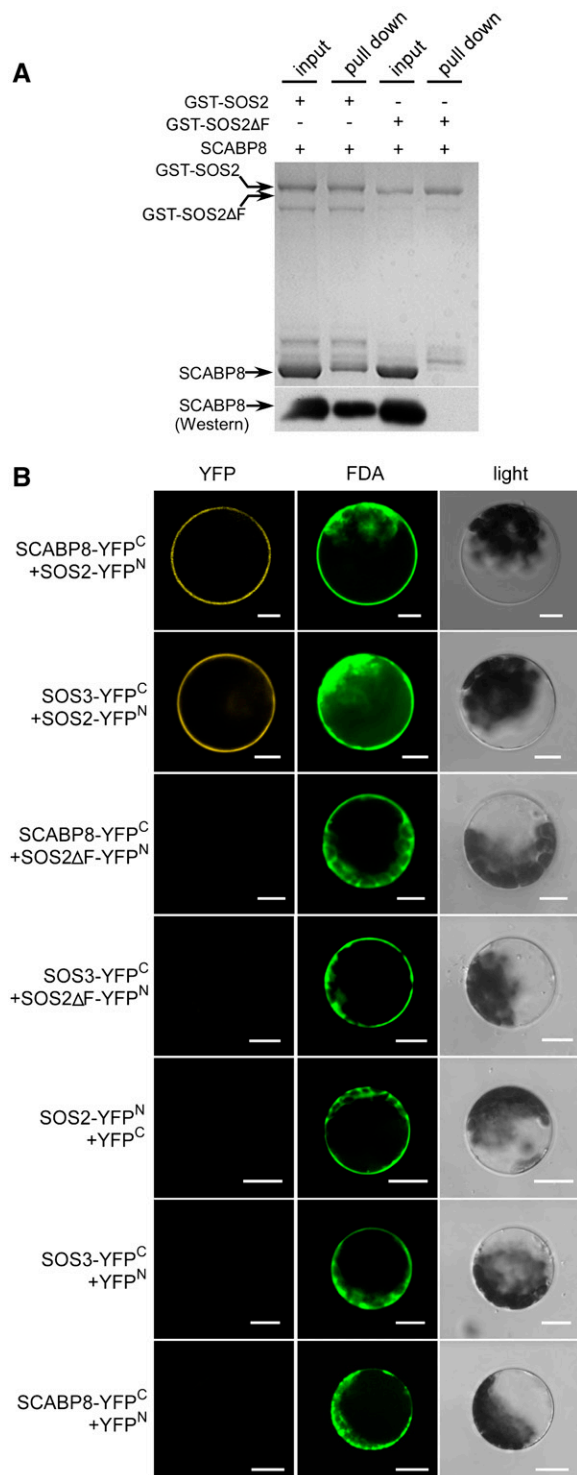 A
input pull down input pull down
GST-SOS2 + + - -
GST-SOS2ΔF - - + +
SCABP8 + + + +
GST-SOS2
GST-SOS2ΔF
SCABP8
SCABP8
(Western)
B
YFP FDA light
SCABP8-YFP^C
+SOS2-YFP^N
SOS3-YFP^C
+SOS2-YFP^N
SCABP8-YFP^C
+SOS2ΔF-YFP^N
SOS3-YFP^C
+SOS2ΔF-YFP^N
SOS2-YFP^N
+YFP^C
SOS3-YFP^C
+YFP^N
SCABP8-YFP^C
+YFP^N